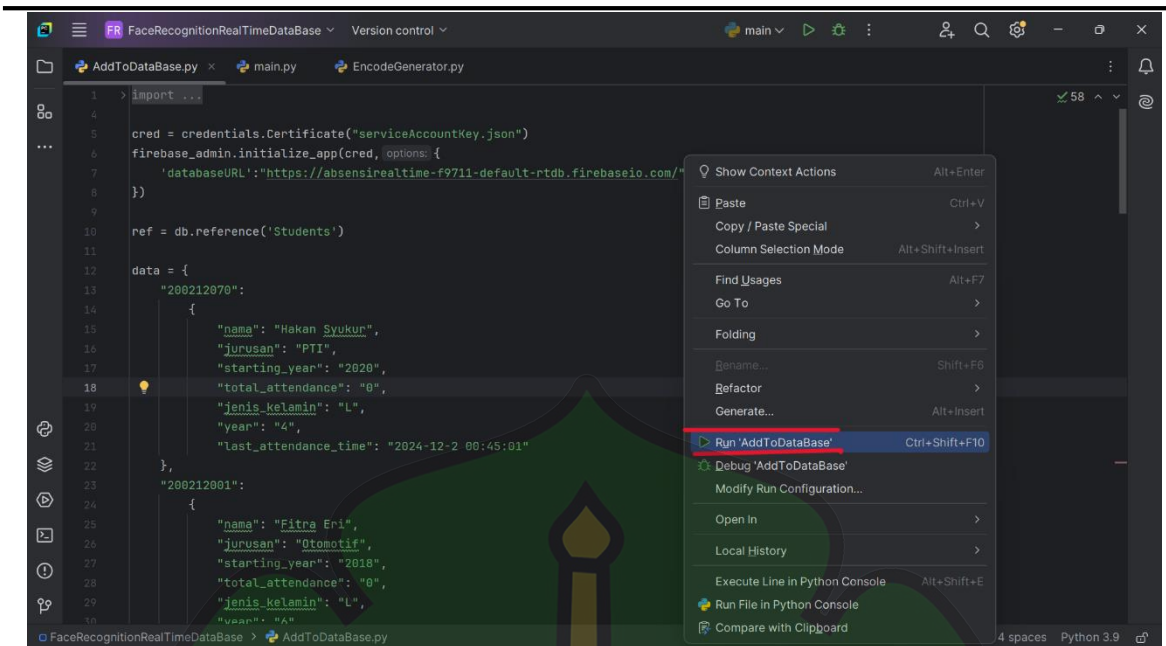 FR FaceRecognitionRealTimeDataBase Version control main
AddToDataBase.py main.py EncodeGenerator.py
1 import ...
58
4
5 cred = credentials.Certificate("serviceAccountKey.json")
6 firebase_admin.initialize_app(cred, options: {
7 'databaseURL':"https://absensirealtime-f9711-default-rtdb.firebaseio.com/"
8 })
9
10 ref = db.reference('Students')
11
12 data = {
13 "200212070":
14 {
15 "nama": "Hakan Syukur",
16 "jurusan": "PTI",
17 "starting_year": "2020",
18 "total_attendance": "0",
19 "jenis_kelamin": "L",
20 "year": "4",
21 "last_attendance_time": "2024-12-2 00:45:01"
22 },
23 "200212001":
24 {
25 "nama": "Fitra Eri",
26 "jurusan": "Otomotif",
27 "starting_year": "2018",
28 "total_attendance": "0",
29 "jenis_kelamin": "L",
30 "year": "6"
Show Context Actions Alt+Enter
Paste Ctrl+V
Copy / Paste Special
Column Selection Mode Alt+Shift+Insert
Find Usages Alt+F7
Go To
Folding
Rename... Shift+F6
Refactor
Generate... Alt+Insert
Run 'AddToDataBase' Ctrl+Shift+F10
Debug 'AddToDataBase'
Modify Run Configuration...
Open In
Local History
Execute Line in Python Console Alt+Shift+E
Run File in Python Console
Compare with Clipboard
FaceRecognitionRealTimeDataBase > AddToDataBase.py
4 spaces Python 3.9